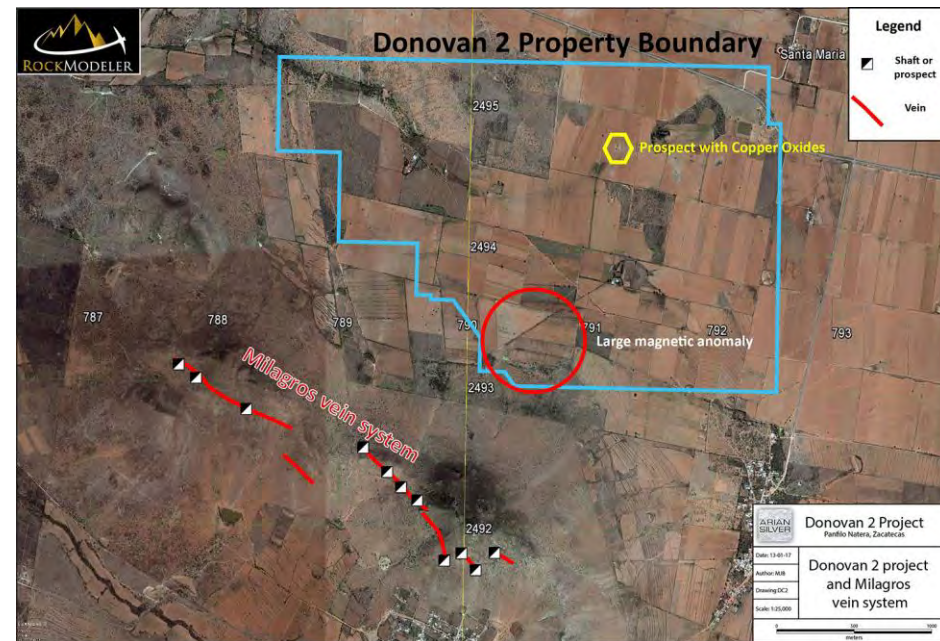 ROCKMODELER
Donovan 2 Property Boundary
Santa Maria
Legend
Shaft or
prospect
Vein
2495
Prospect with Copper Oxides
2494
787
788
789
790
791
792
793
Large magnetic anomaly
2493
Milagros vein system
2492
ARIAN
SILVER
Donovan 2 Project
Panfilo Natera, Zacatecas
Date: 13-01-17
Author: MJB
Drawing:DC2
Scale: 1:25,000
Donovan 2 project
and Milagros
vein system
0
500
1000
meters